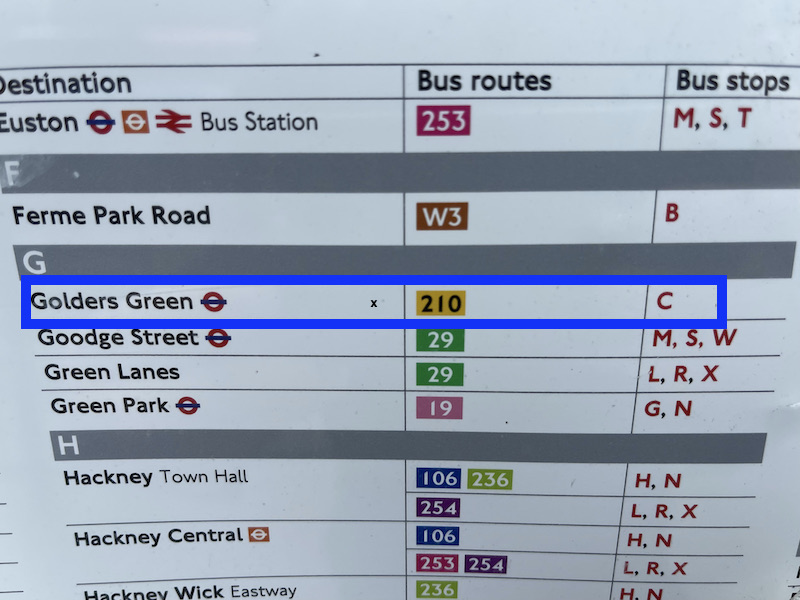 Destination Bus routes Bus stops
Euston Bus Station 253 M, S, T
F
Ferme Park Road W3 B
G
Golders Green x 210 C
Goodge Street 29 M, S, W
Green Lanes 29 L, R, X
Green Park 19 G, N
H
Hackney Town Hall 106 236 H, N
254 L, R, X
Hackney Central 106 H, N
253 254 L, R, X
Hackney Wick Eastway 236 H, N